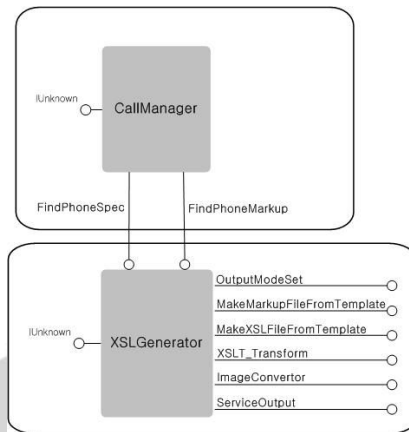 IUnknown
CallManager
FindPhoneSpec
FindPhoneMarkup
OutputModeSet
MakeMarkupFileFromTemplate
MakeXSLFileFromTemplate
IUnknown
XSLGenerator
XSLT_Transform
ImageConvertor
ServiceOutput